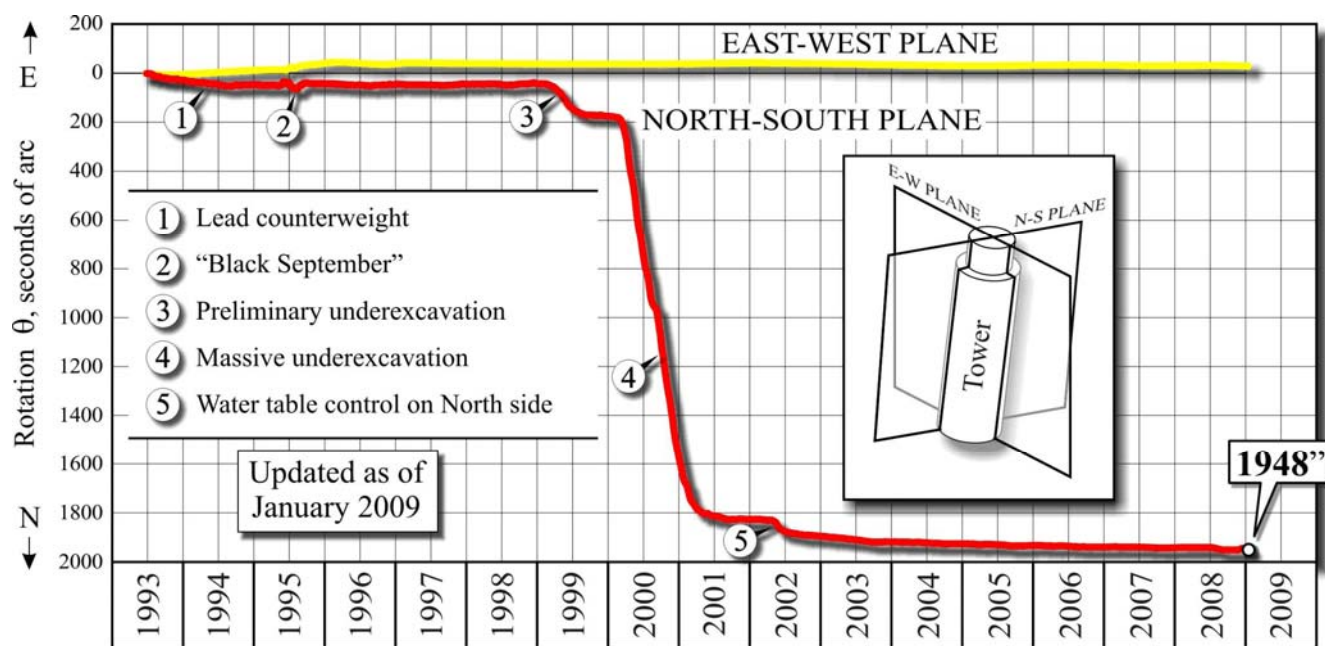 200
0
200
400
600
800
1000
1200
1400
1600
1800
2000
E
Rotation θ, seconds of arc
N
EAST-WEST PLANE
NORTH-SOUTH PLANE
1
2
3
4
5
1 Lead counterweight
2 “Black September”
3 Preliminary underexcavation
4 Massive underexcavation
5 Water table control on North side
Updated as of
January 2009
E-W PLANE
N-S PLANE
Tower
1948”
1993
1994
1995
1996
1997
1998
1999
2000
2001
2002
2003
2004
2005
2006
2007
2008
2009